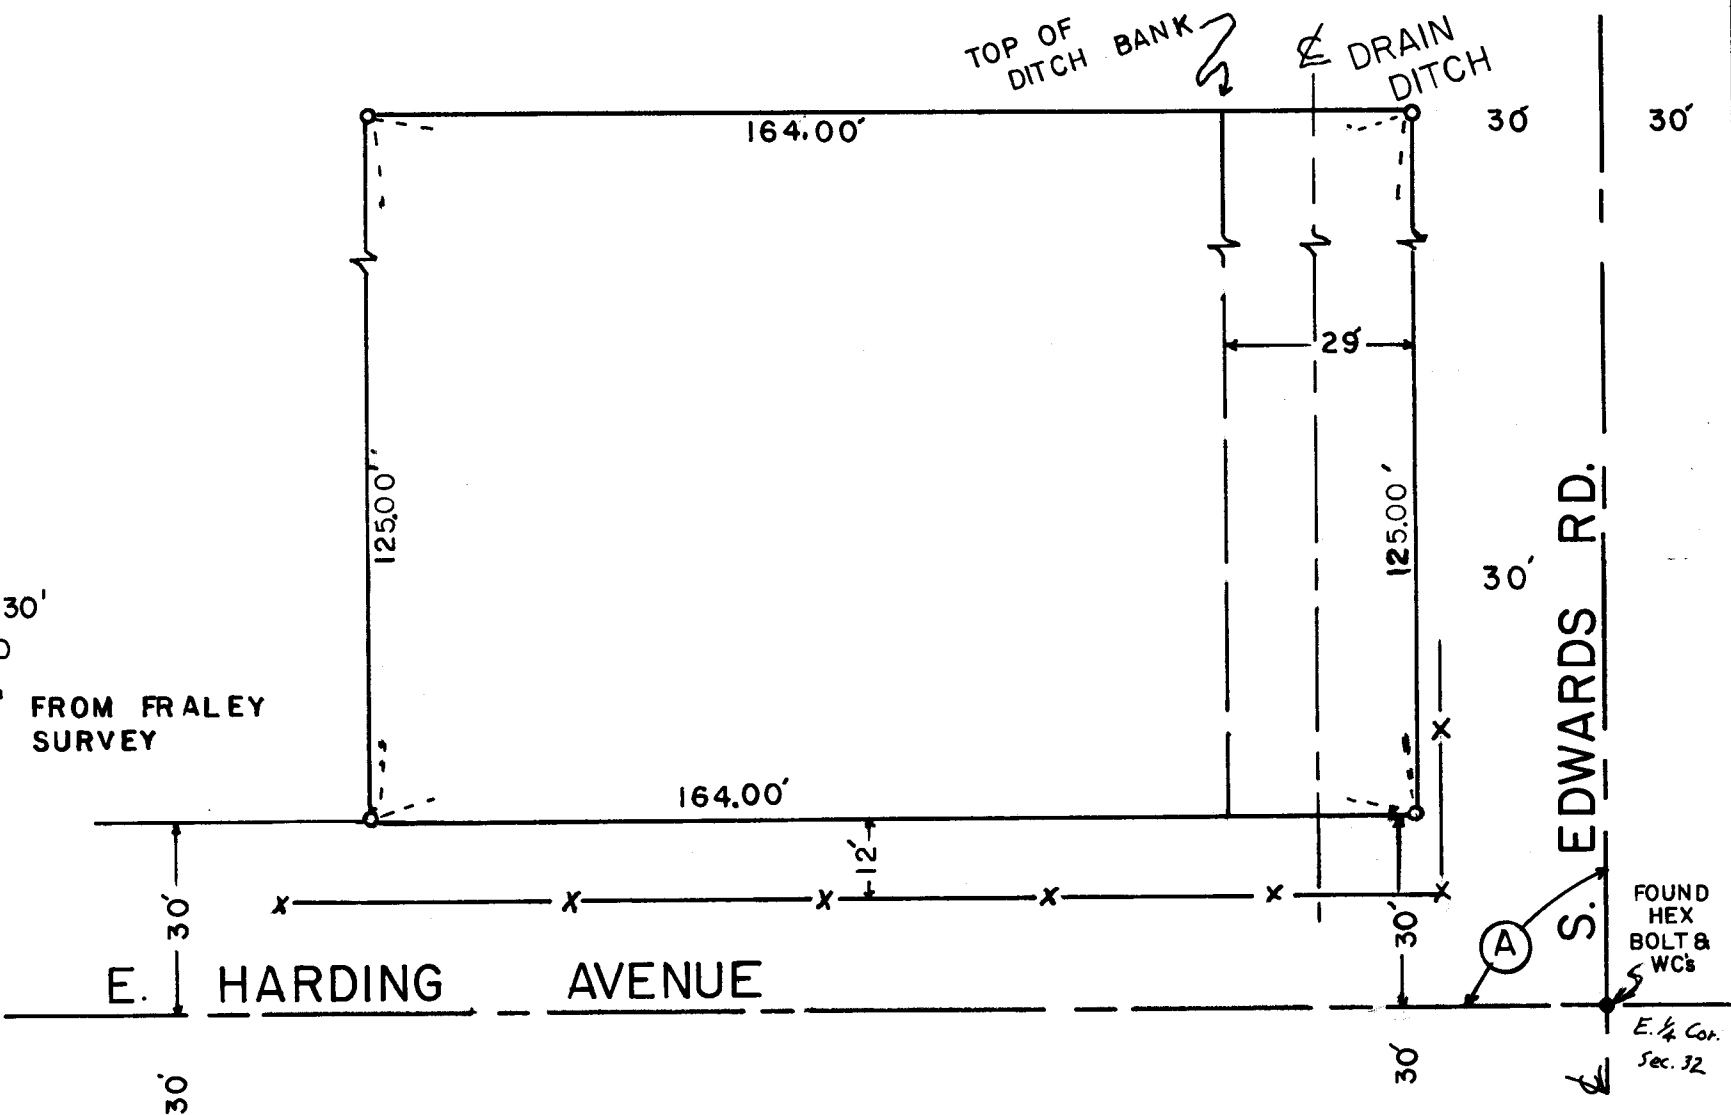 TOP OF
DITCH BANK
℄ DRAIN
DITCH
164.00'
30'
30'
29'
125.00'
125.00'
30'
30'
FROM FRALEY
SURVEY
S. EDWARDS RD.
164.00'
12'
30'
30'
A
FOUND
HEX
BOLT &
WC's
E. HARDING AVENUE
E. 1/4 Cor.
Sec. 32
30'
30'